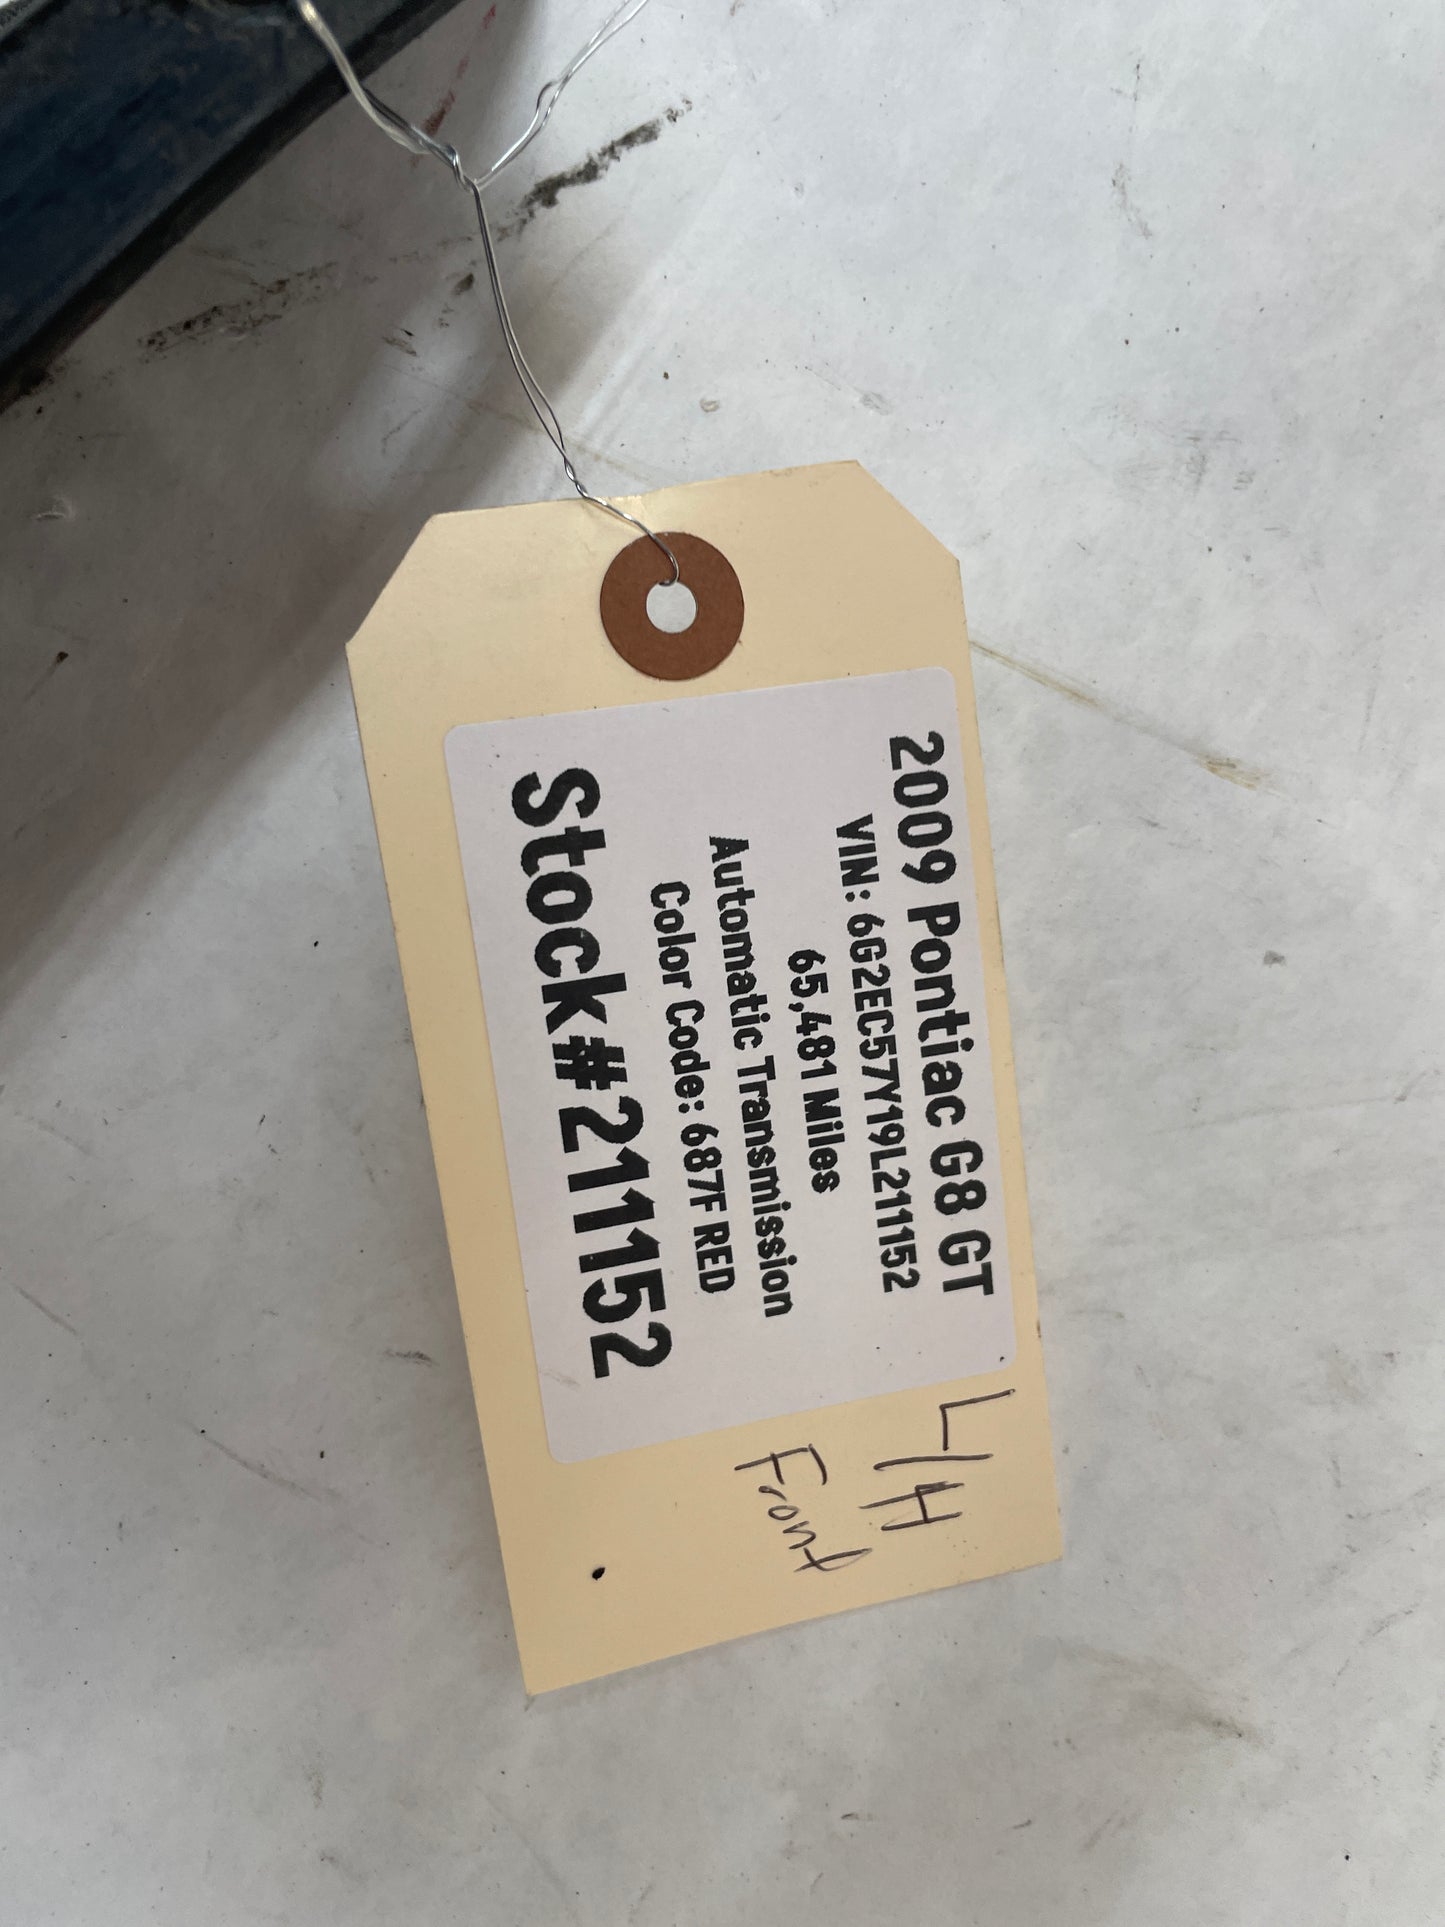 2009 Pontiac G8 GT
VIN: 6G2EC57Y19L211152
65,481 Miles
Automatic Transmission
Color Code: 687F RED
Stock#211152
L/H
Front